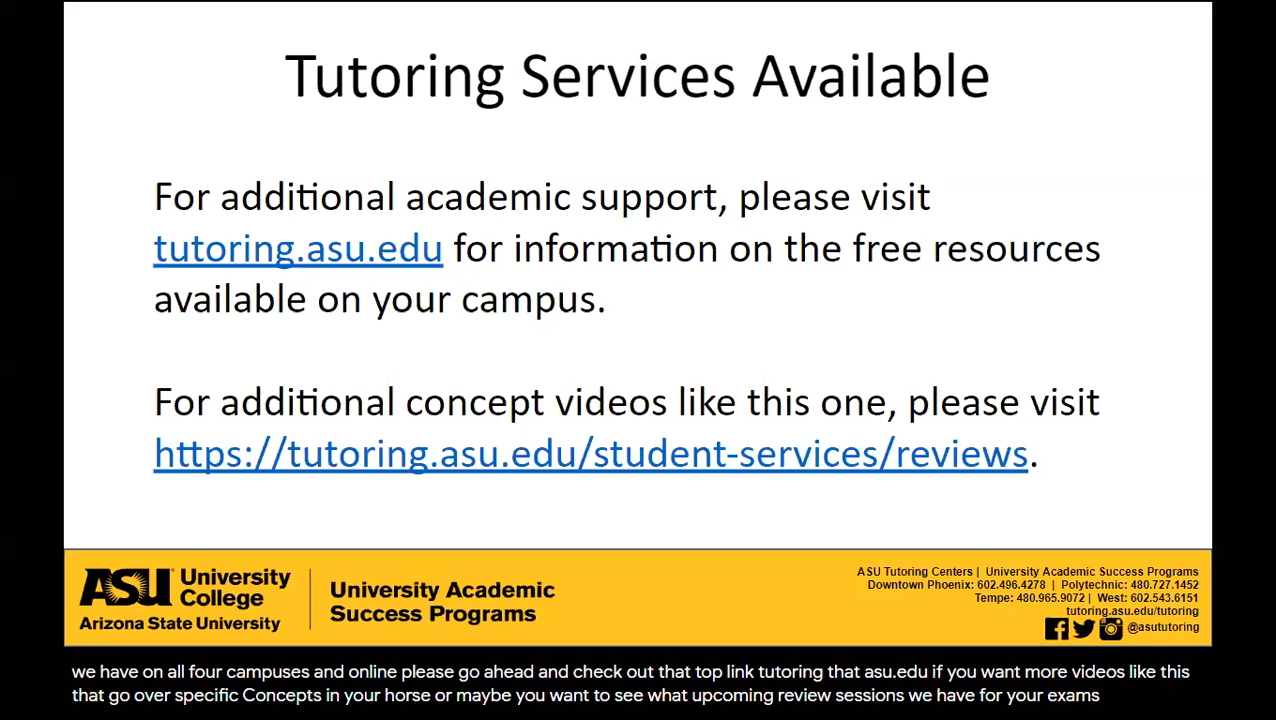 Tutoring Services Available
For additional academic support, please visit
tutoring.asu.edu for information on the free resources
available on your campus.
For additional concept videos like this one, please visit
https://tutoring.asu.edu/student-services/reviews.
ASU University College
Arizona State University
University Academic
Success Programs
ASU Tutoring Centers | University Academic Success Programs
Downtown Phoenix: 602.496.4278 | Polytechnic: 480.727.1452
Tempe: 480.965.9072 | West: 602.543.6151
tutoring.asu.edu/tutoring
@asututoring
we have on all four campuses and online please go ahead and check out that top link tutoring that asu.edu if you want more videos like this
that go over specific Concepts in your horse or maybe you want to see what upcoming review sessions we have for your exams